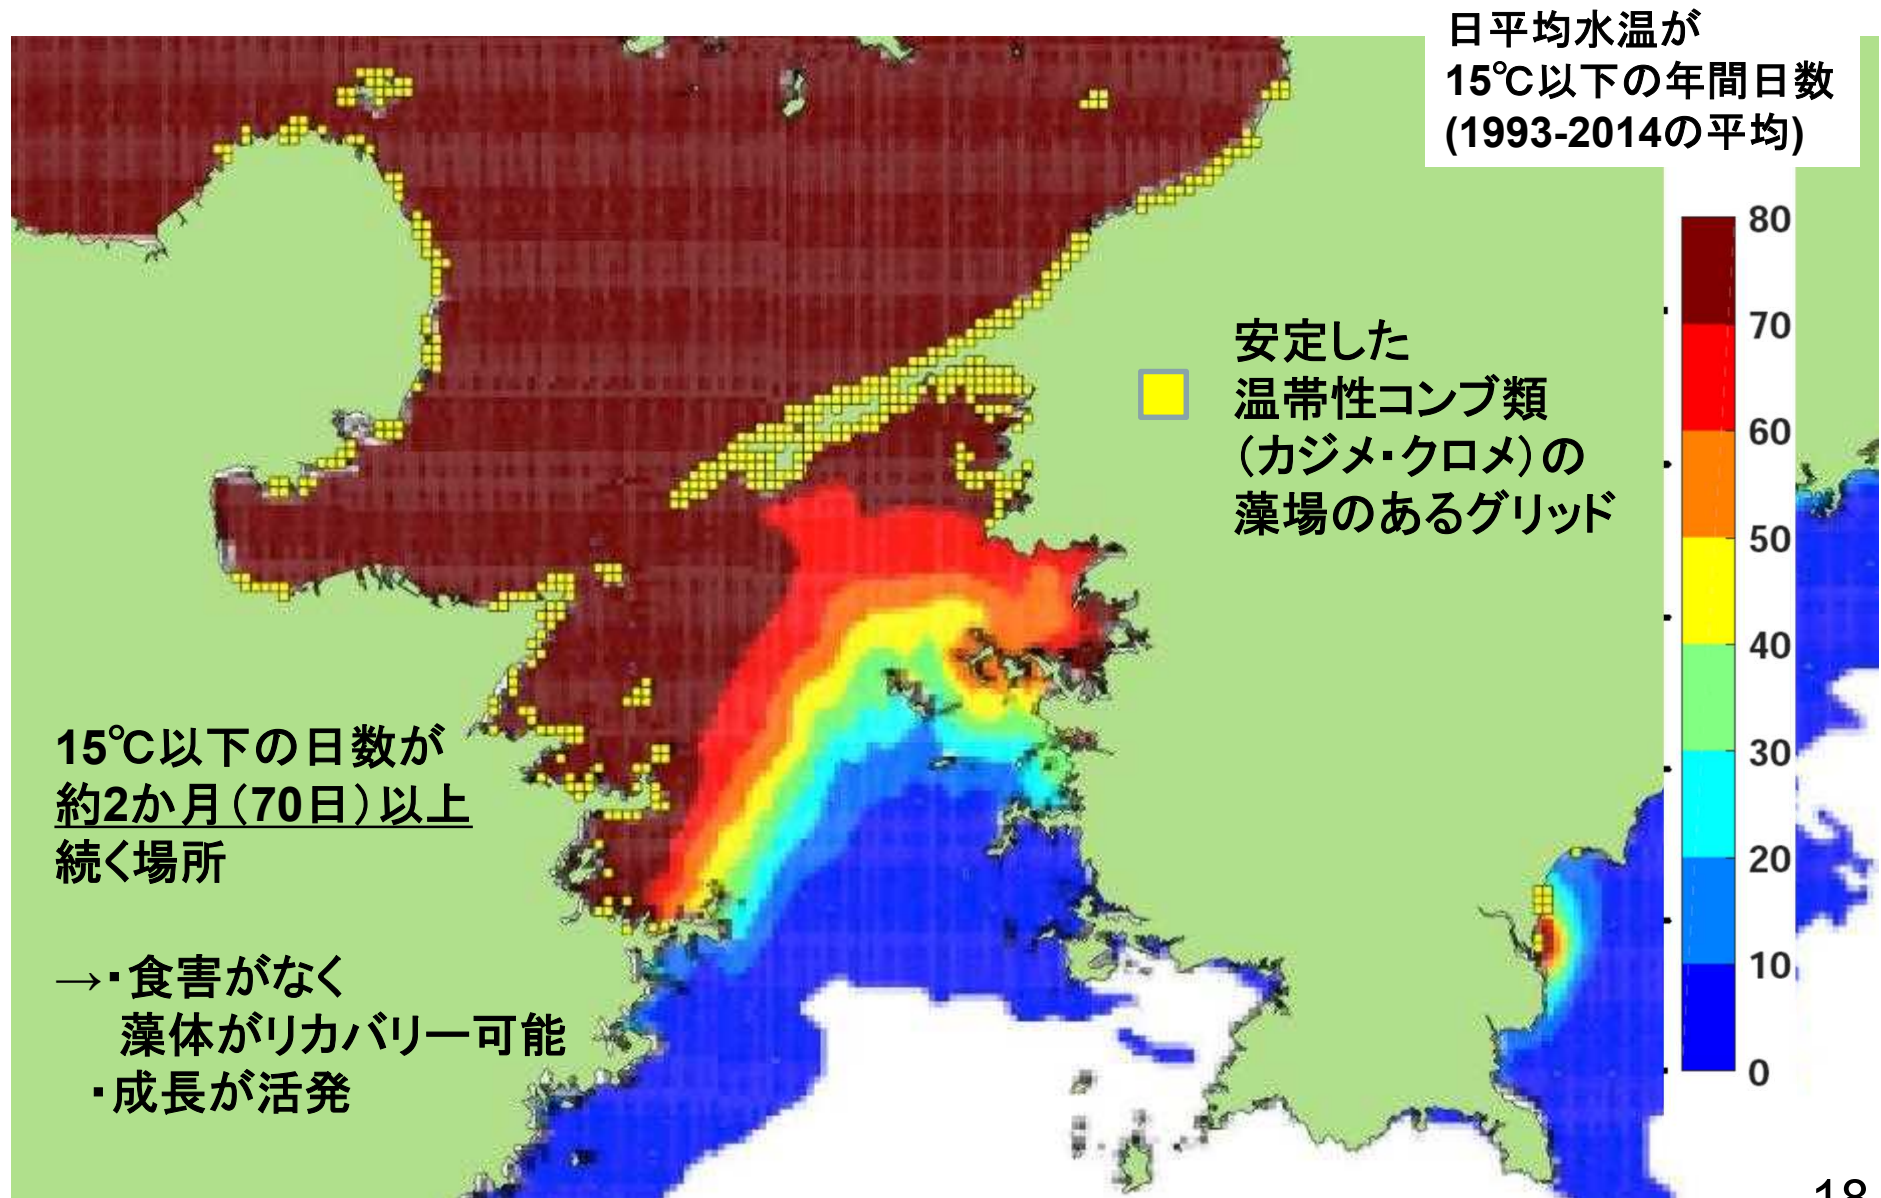 日平均水温が
15℃以下の年間日数
(1993-2014の平均)
80
70
60
50
40
30
20
10
0
安定した
温帯性コンブ類
（カジメ・クロメ）の
藻場のあるグリッド
15℃以下の日数が
約2か月（70日）以上
続く場所
→・食害がなく
藻体がリカバリー可能
・成長が活発
18